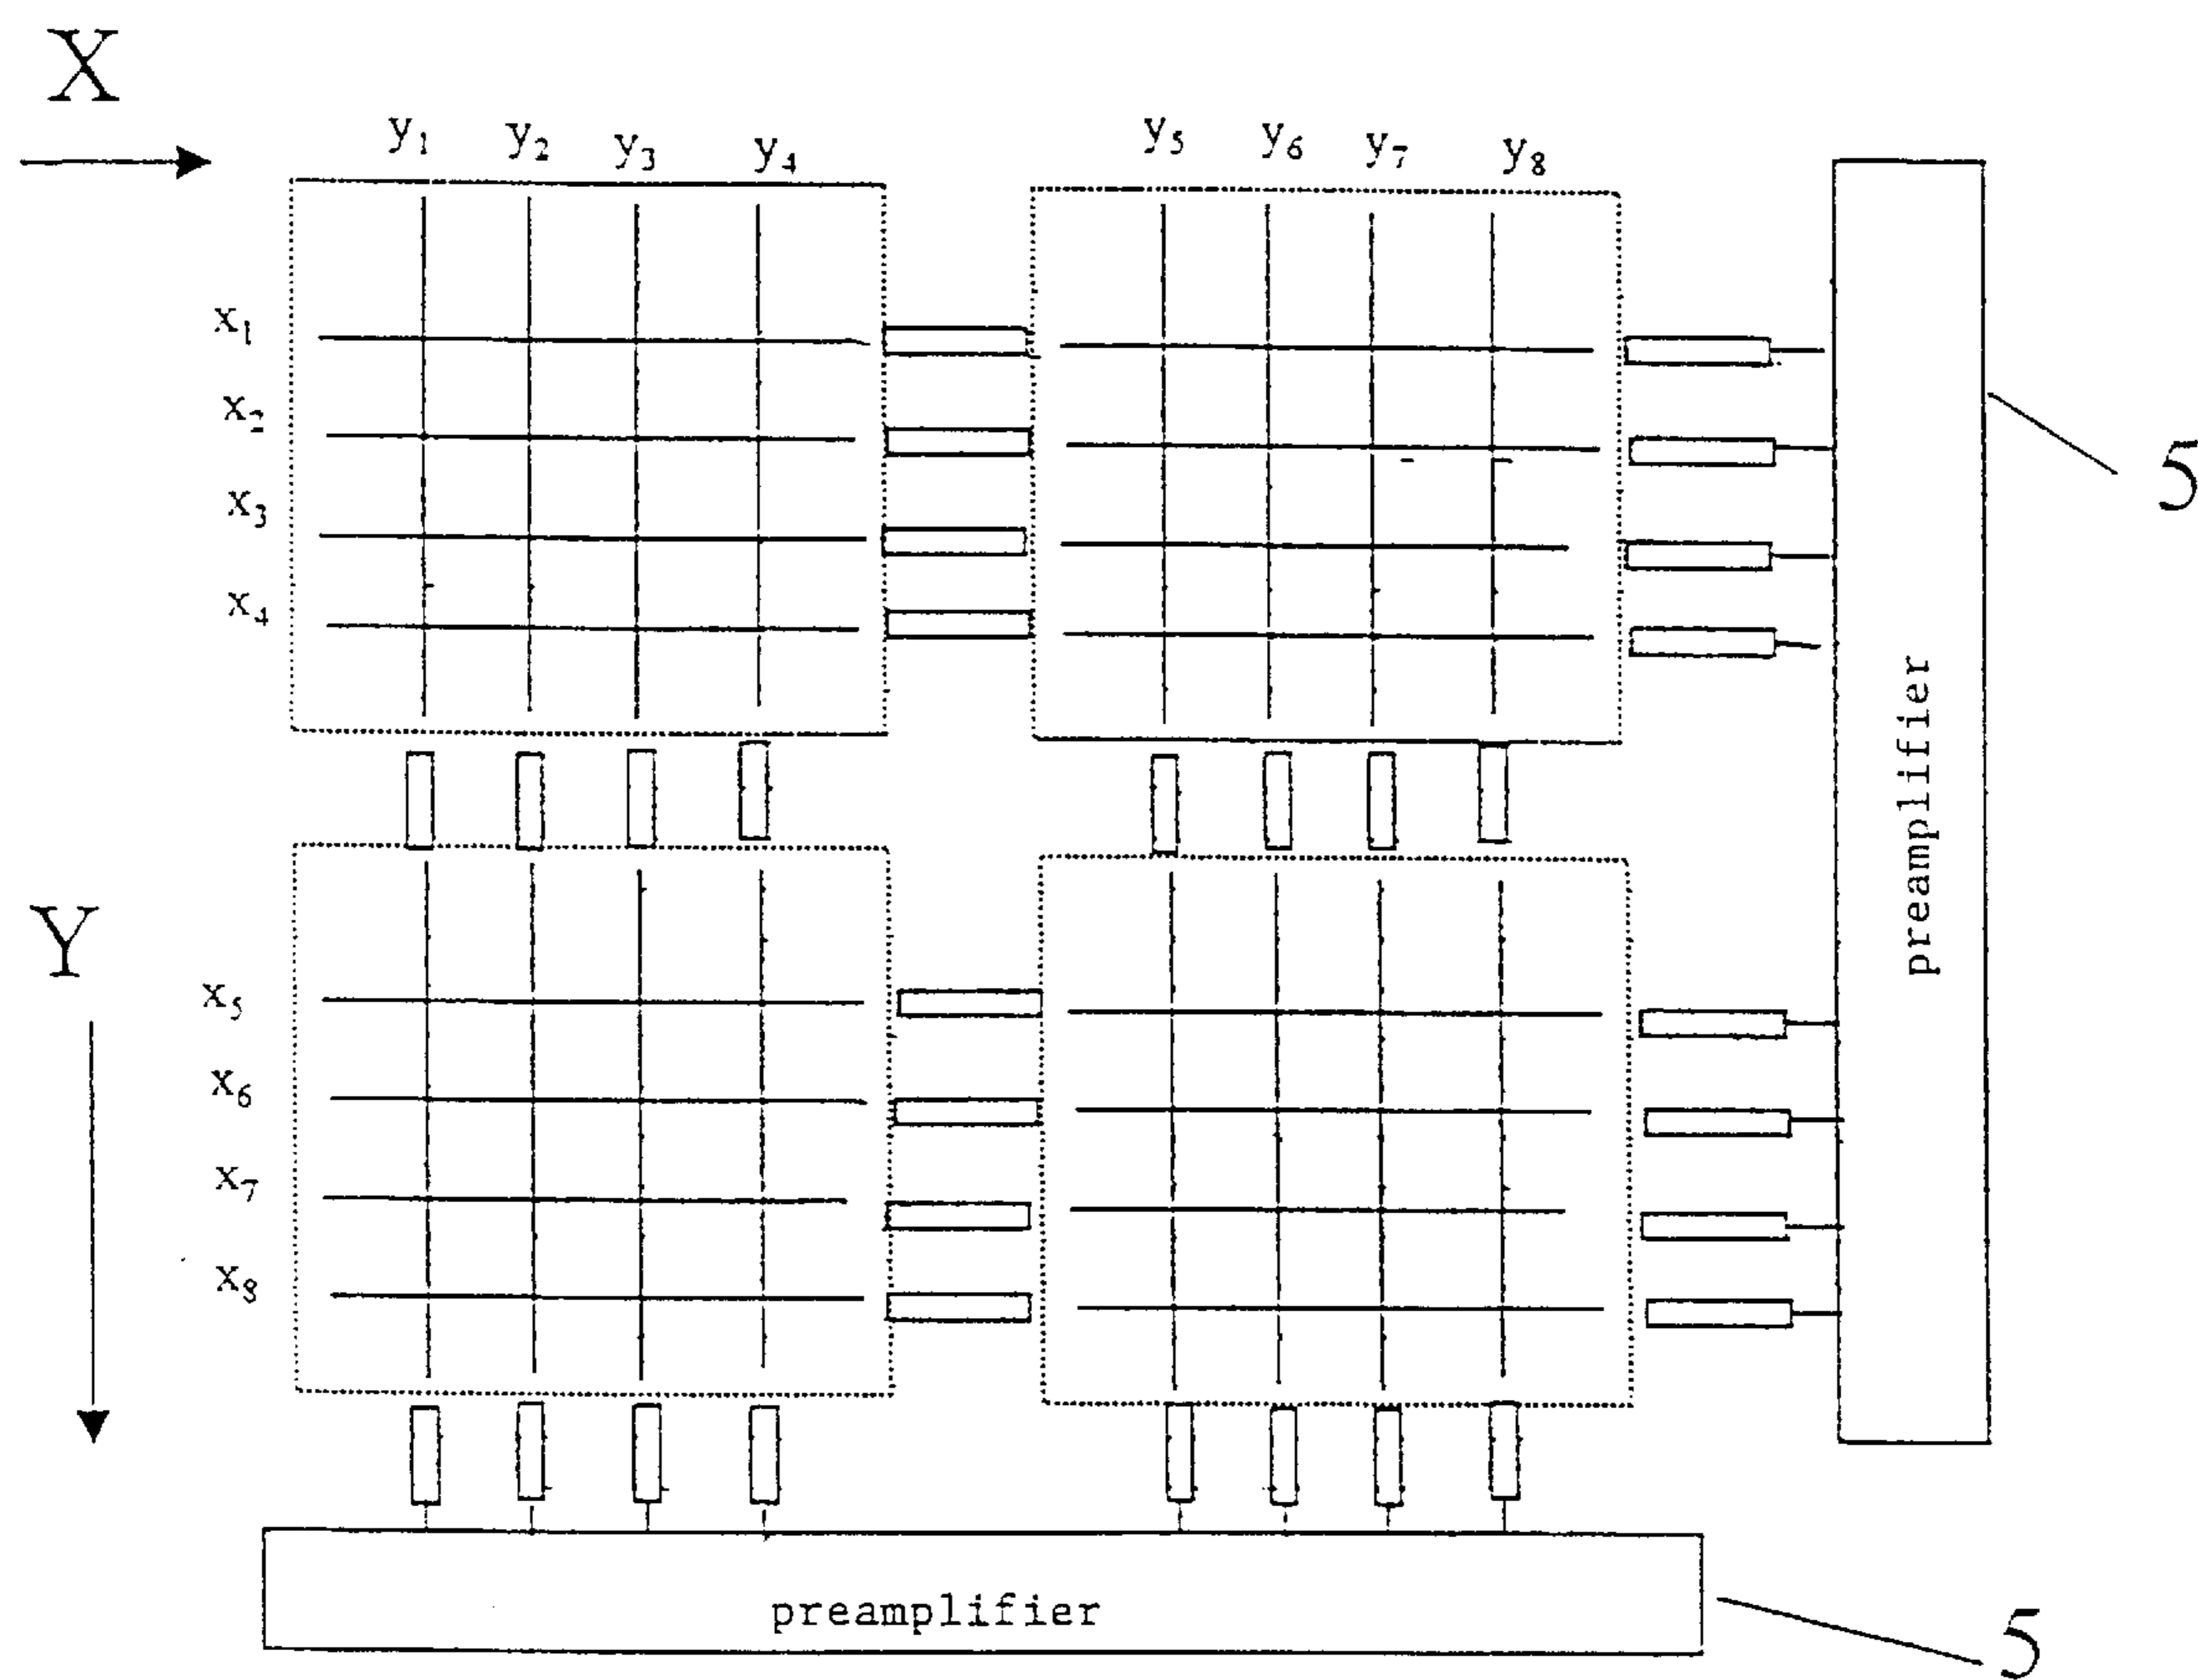 X
y₁ y₂ y₃ y₄ y₅ y₆ y₇ y₈
x₁
x₂
x₃
x₄
5
preamplifier
Y
x₅
x₆
x₇
x₈
preamplifier
5